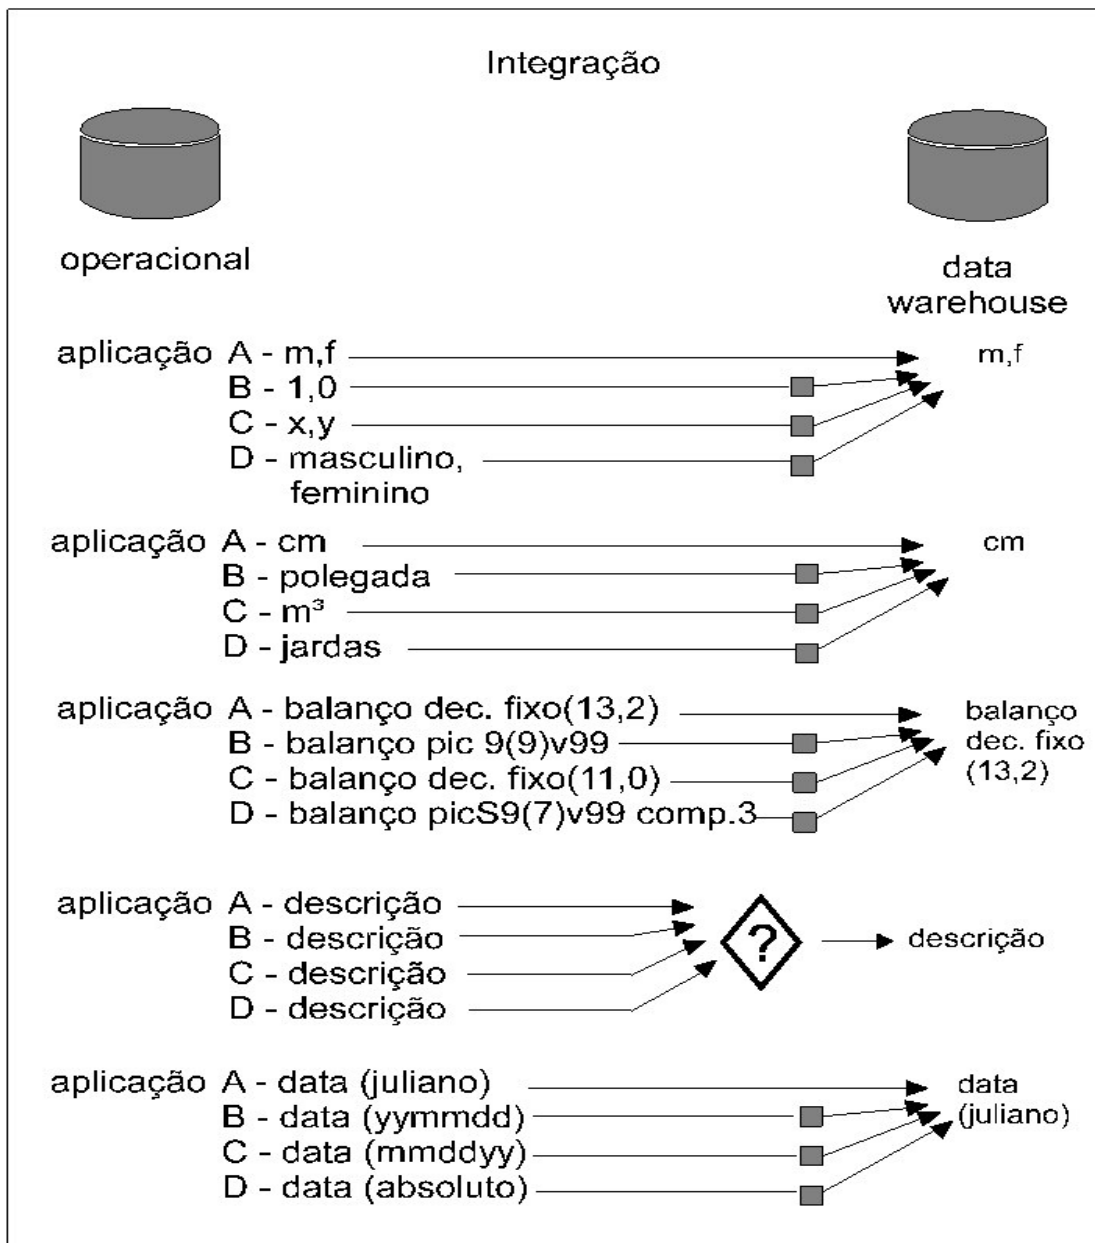 Integração
operacional
data
warehouse
aplicação A - m,f
m,f
B - 1,0
C - x,y
D - masculino,
feminino
aplicação A - cm
cm
B - polegada
C - m³
D - jardas
aplicação A - balanço dec. fixo(13,2)
balanço
B - balanço pic 9(9)v99
dec. fixo
C - balanço dec. fixo(11,0)
(13,2)
D - balanço picS9(7)v99 comp.3
aplicação A - descrição
B - descrição
?
descrição
C - descrição
D - descrição
aplicação A - data (juliano)
data
B - data (yymmdd)
(juliano)
C - data (mmddyy)
D - data (absoluto)